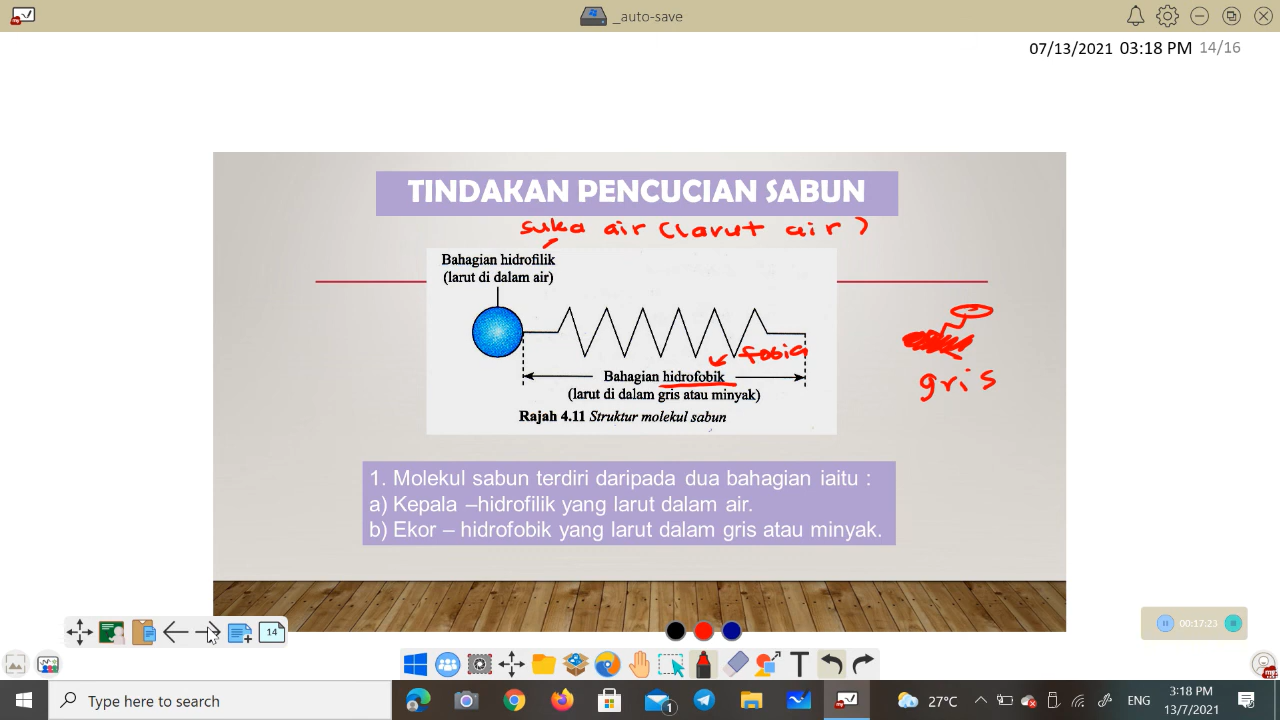 _auto-save
07/13/2021 03:18 PM 14/16
TINDAKAN PENCUCIAN SABUN
suka air (larut air)
Bahagian hidrofilik
(larut di dalam air)
fobia
Bahagian hidrofobik
(larut di dalam gris atau minyak)
Rajah 4.11 Struktur molekul sabun
gris
1. Molekul sabun terdiri daripada dua bahagian iaitu :
a) Kepala –hidrofilik yang larut dalam air.
b) Ekor – hidrofobik yang larut dalam gris atau minyak.
00:17:23
14
T
Type here to search
1
27°C
ENG
3:18 PM
13/7/2021